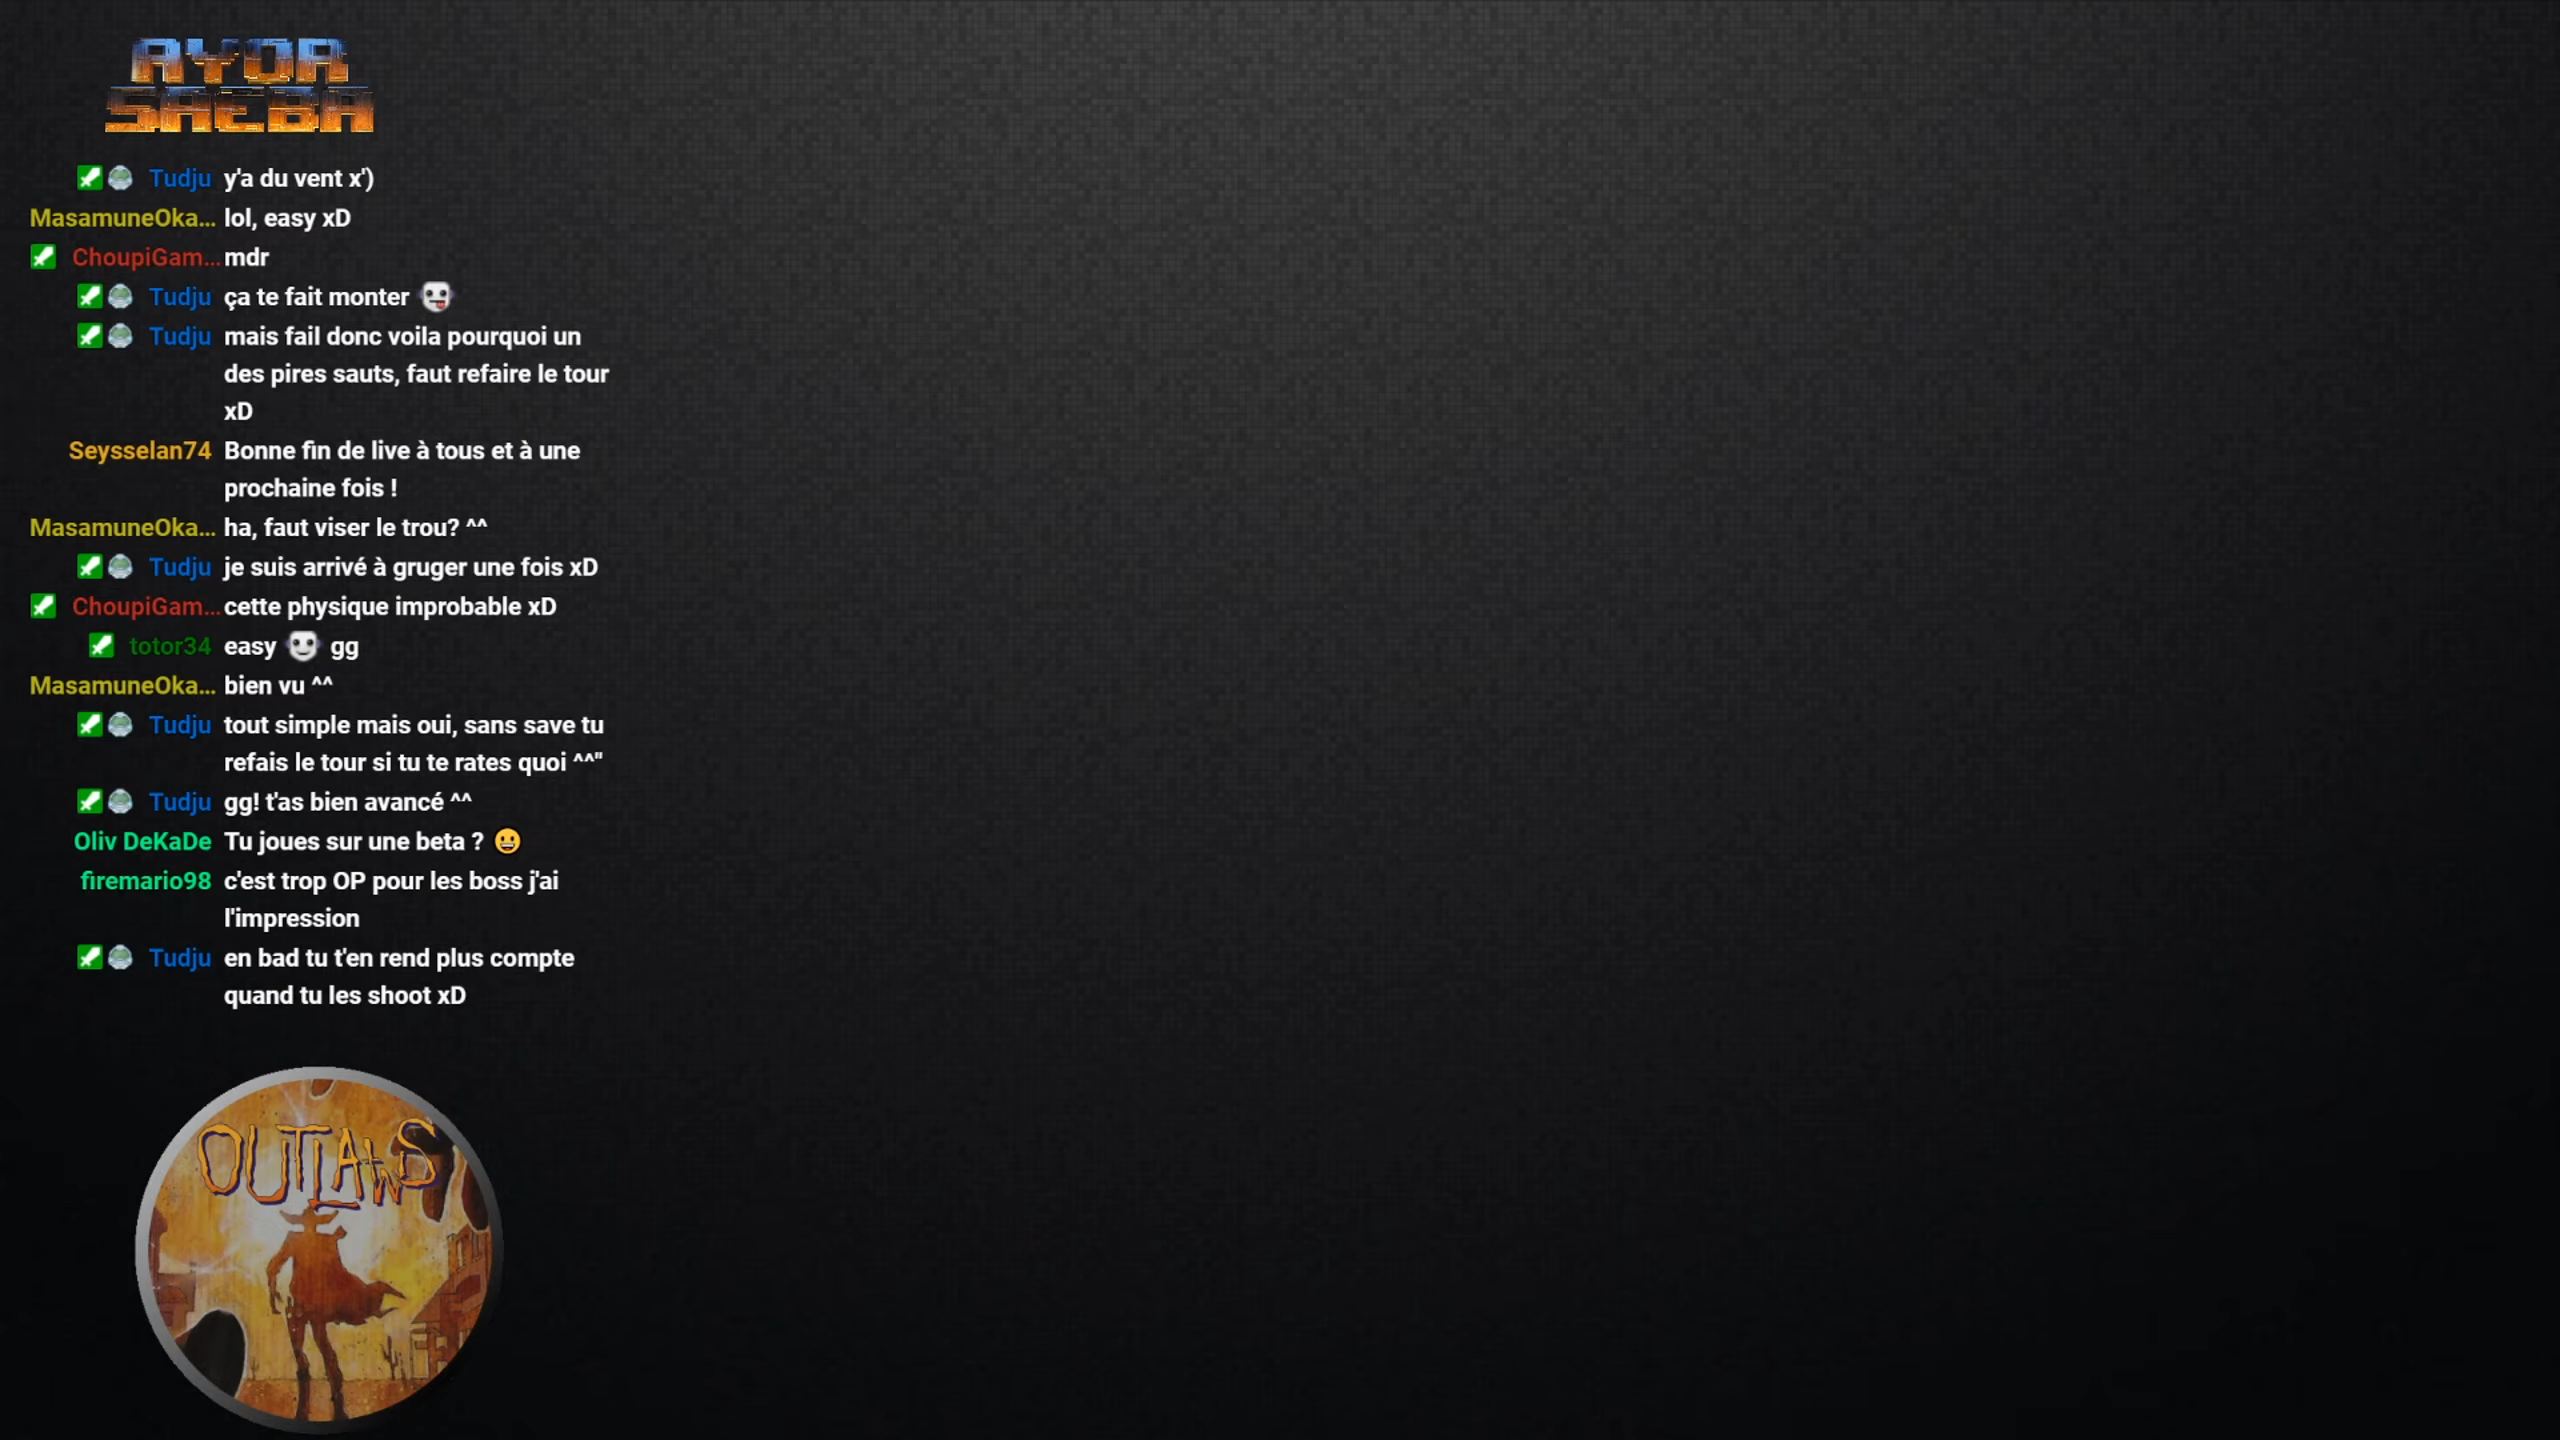 AYOR
SAEBA
Tudju y'a du vent x')
MasamuneOka... lol, easy xD
ChoupiGam... mdr
Tudju ça te fait monter
Tudju mais fail donc voila pourquoi un
des pires sauts, faut refaire le tour
xD
Seysselan74 Bonne fin de live à tous et à une
prochaine fois !
MasamuneOka... ha, faut viser le trou? ^^
Tudju je suis arrivé à gruger une fois xD
ChoupiGam... cette physique improbable xD
totor34 easy gg
MasamuneOka... bien vu ^^
Tudju tout simple mais oui, sans save tu
refais le tour si tu te rates quoi ^^"
Tudju gg! t'as bien avancé ^^
Oliv DeKaDe Tu joues sur une beta ? 😀
firemario98 c'est trop OP pour les boss j'ai
l'impression
Tudju en bad tu t'en rend plus compte
quand tu les shoot xD
OUTLAWS